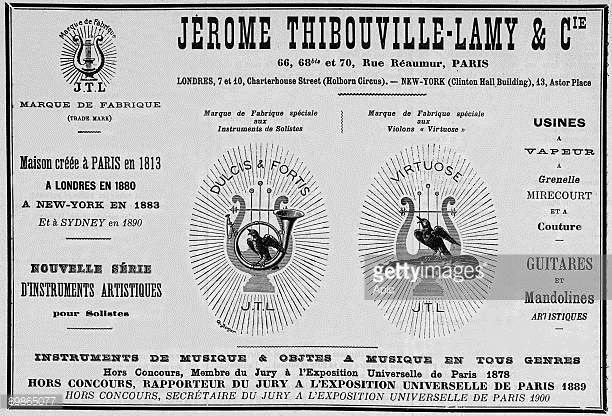 JÉROME THIBOUVILLE-LAMY & CIE
66, 68bis et 70, Rue Réaumur, PARIS
LONDRES, 7 et 10, Charterhouse Street (Holborn Circus). — NEW-YORK (Clinton Hall Building), 13, Astor Place
Marque de Fabrique
J.T.L
MARQUE DE FABRIQUE
(TRADE MARK)
Maison créée à PARIS en 1813
A LONDRES EN 1880
A NEW-YORK EN 1883
Et à SYDNEY en 1890
NOUVELLE SÉRIE
D'INSTRUMENTS ARTISTIQUES
pour Solistes
Marque de Fabrique spéciale
aux
Instruments de Solistes
DULCIS & FORTIS
J.T.L
Marque de Fabrique spéciale
aux
Violons « Virtuose »
VIRTUOSE
JTL
USINES
A
VAPEUR
A
Grenelle
MIRECOURT
ET A
Couture
GUITARES
ET
Mandolines
ARTISTIQUES
gettyimages
INSTRUMENTS DE MUSIQUE & OBJTES A MUSIQUE EN TOUS GENRES
Hors Concours, Membre du Jury à l'Exposition Universelle de Paris 1878
HORS CONCOURS, RAPPORTEUR DU JURY A L'EXPOSITION UNIVERSELLE DE PARIS 1889
HORS CONCOURS, SECRÉTAIRE DU JURY A L'EXPOSITION UNIVERSELLE DE PARIS 1900
89865077